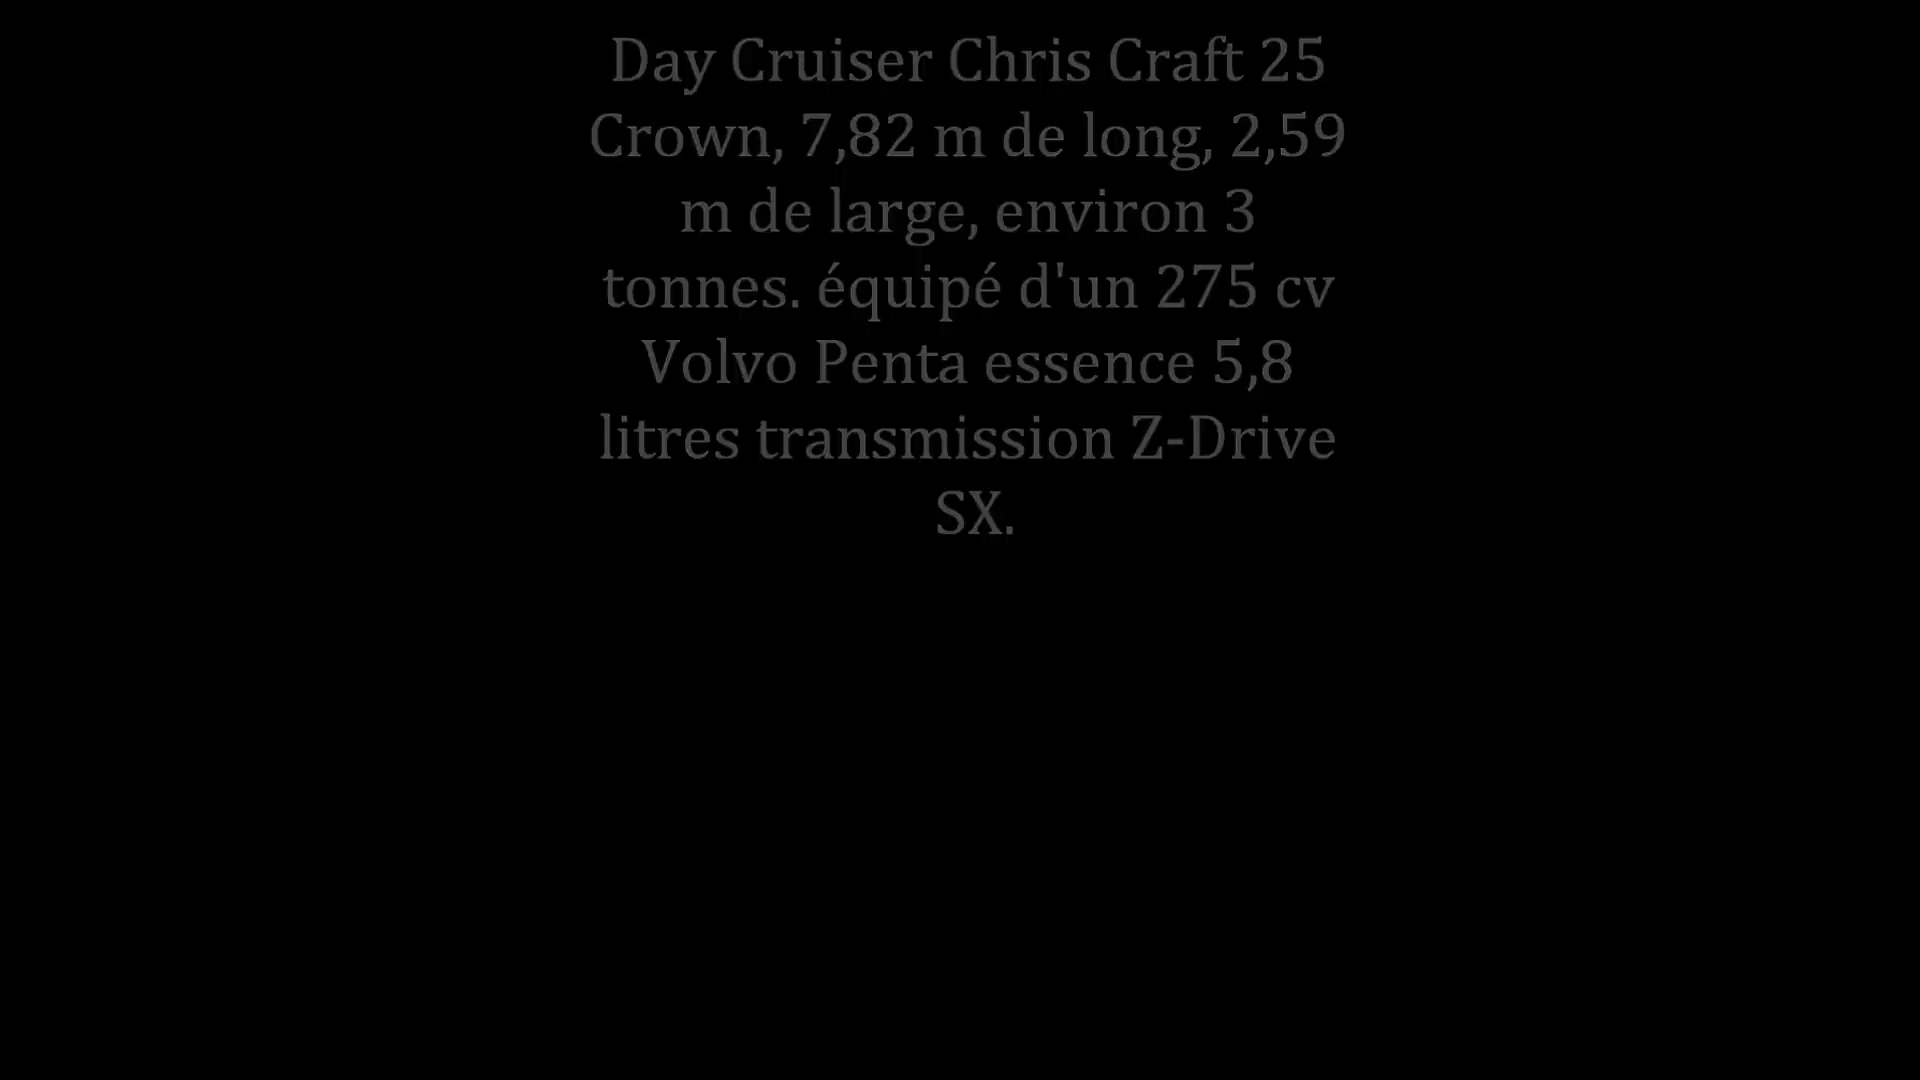 Day Cruiser Chris Craft 25
Crown, 7,82 m de long, 2,59
m de large, environ 3
tonnes. équipé d'un 275 cv
Volvo Penta essence 5,8
litres transmission Z-Drive
SX.